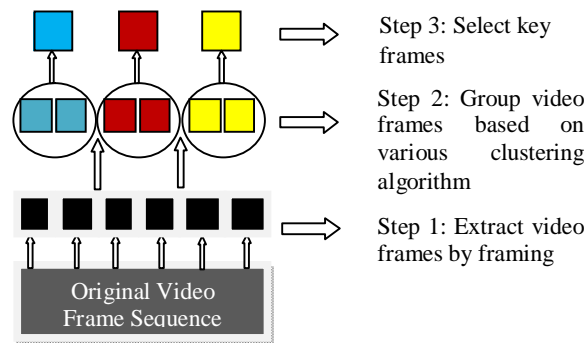 Step 3: Select key
frames
Step 2: Group video
frames based on
various clustering
algorithm
Step 1: Extract video
frames by framing
Original Video
Frame Sequence